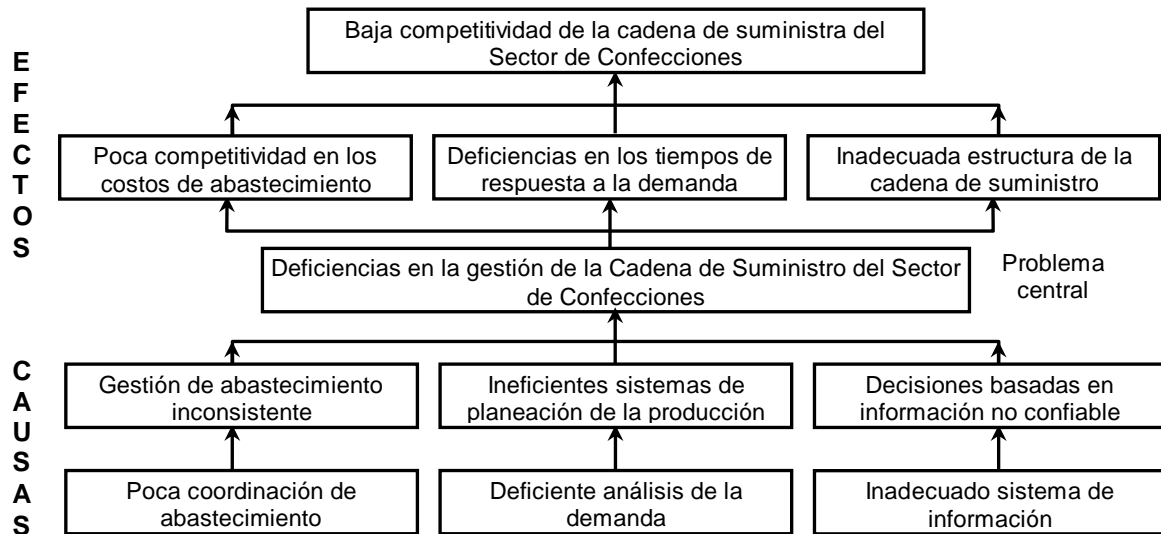 Baja competitividad de la cadena de suministra del
Sector de Confecciones
E
F
E
C
T
O
S
Poca competitividad en los
costos de abastecimiento
Deficiencias en los tiempos de
respuesta a la demanda
Inadecuada estructura de la
cadena de suministro
Deficiencias en la gestión de la Cadena de Suministro del Sector
de Confecciones
Problema
central
C
A
U
S
A
S
Gestión de abastecimiento
inconsistente
Ineficientes sistemas de
planeación de la producción
Decisiones basadas en
información no confiable
Poca coordinación de
abastecimiento
Deficiente análisis de la
demanda
Inadecuado sistema de
información